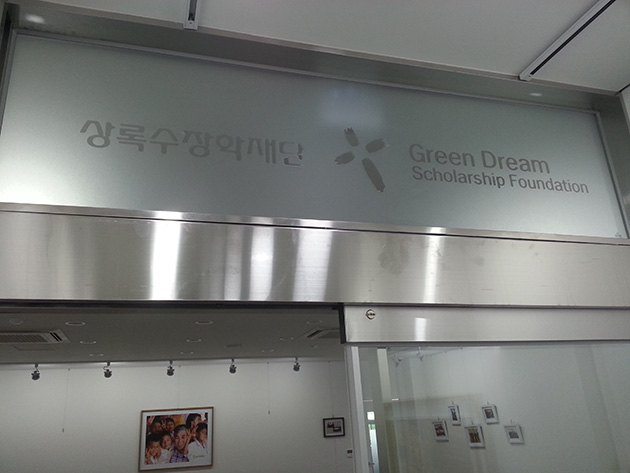 상록수장학재단
Green Dream
Scholarship Foundation